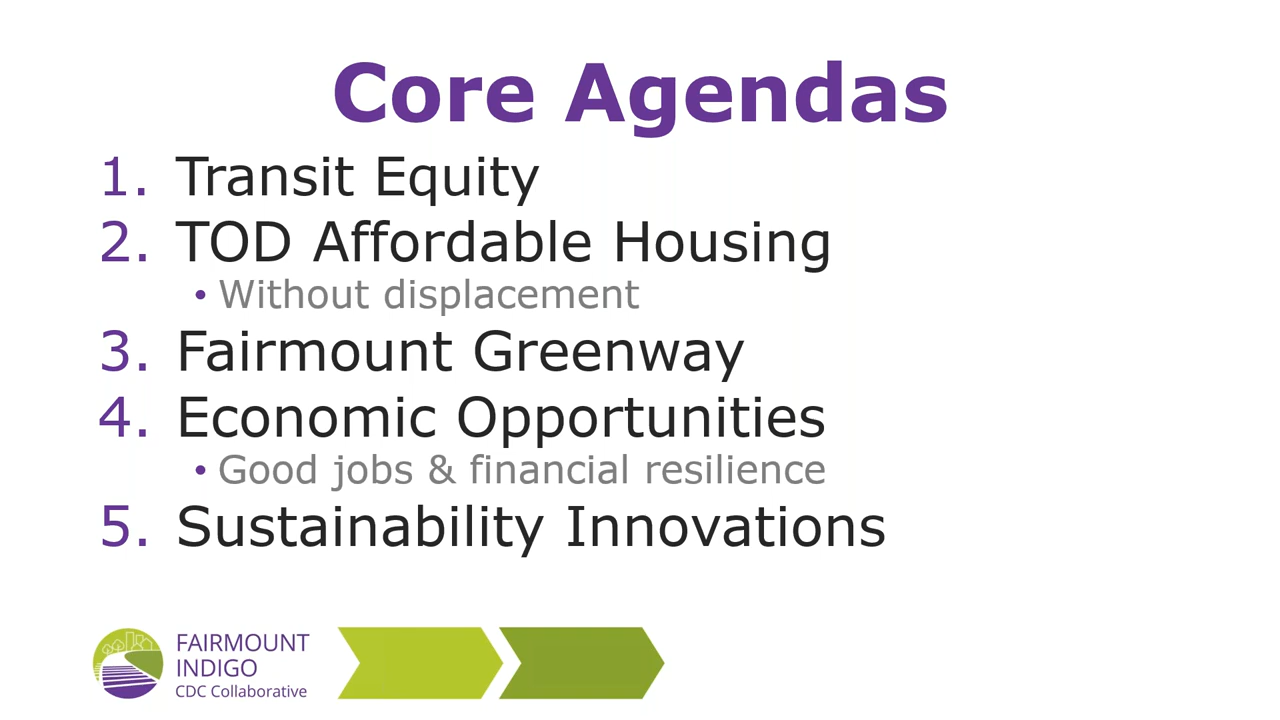 Core Agendas
1. Transit Equity
2. TOD Affordable Housing
• Without displacement
3. Fairmount Greenway
4. Economic Opportunities
• Good jobs & financial resilience
5. Sustainability Innovations
FAIRMOUNT
INDIGO
CDC Collaborative